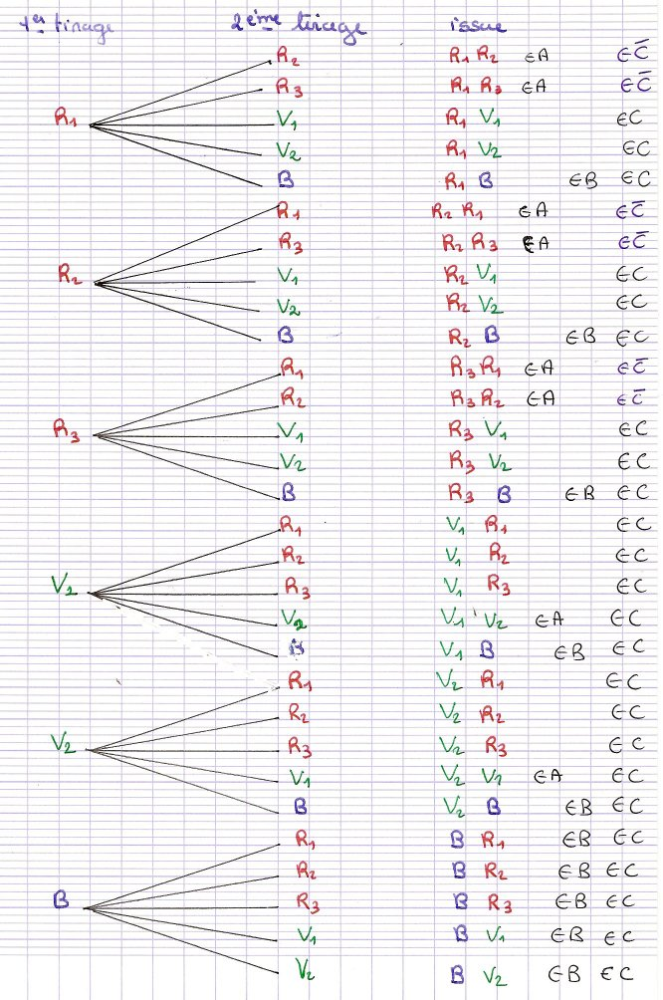 1er tirage 2ème tirage issue
R2 R1 R2 ∈A ∈C̅
R3 R1 R3 ∈A ∈C̅
R1 V1 R1 V1 ∈C
V2 R1 V2 ∈C
B R1 B ∈B ∈C
R1 R2 R1 ∈A ∈C̅
R3 R2 R3 ∈A ∈C̅
R2 V1 R2 V1 ∈C
V2 R2 V2 ∈C
B R2 B ∈B ∈C
R1 R3 R1 ∈A ∈C̅
R2 R3 R2 ∈A ∈C̅
R3 V1 R3 V1 ∈C
V2 R3 V2 ∈C
B R3 B ∈B ∈C
R1 V1 R1 ∈C
R2 V1 R2 ∈C
V1 R3 V1 R3 ∈C
V2 V1 V2 ∈A ∈C
B V1 B ∈B ∈C
R1 V2 R1 ∈C
R2 V2 R2 ∈C
V2 R3 V2 R3 ∈C
V1 V2 V1 ∈A ∈C
B V2 B ∈B ∈C
R1 B R1 ∈B ∈C
R2 B R2 ∈B ∈C
B R3 B R3 ∈B ∈C
V1 B V1 ∈B ∈C
V2 B V2 ∈B ∈C